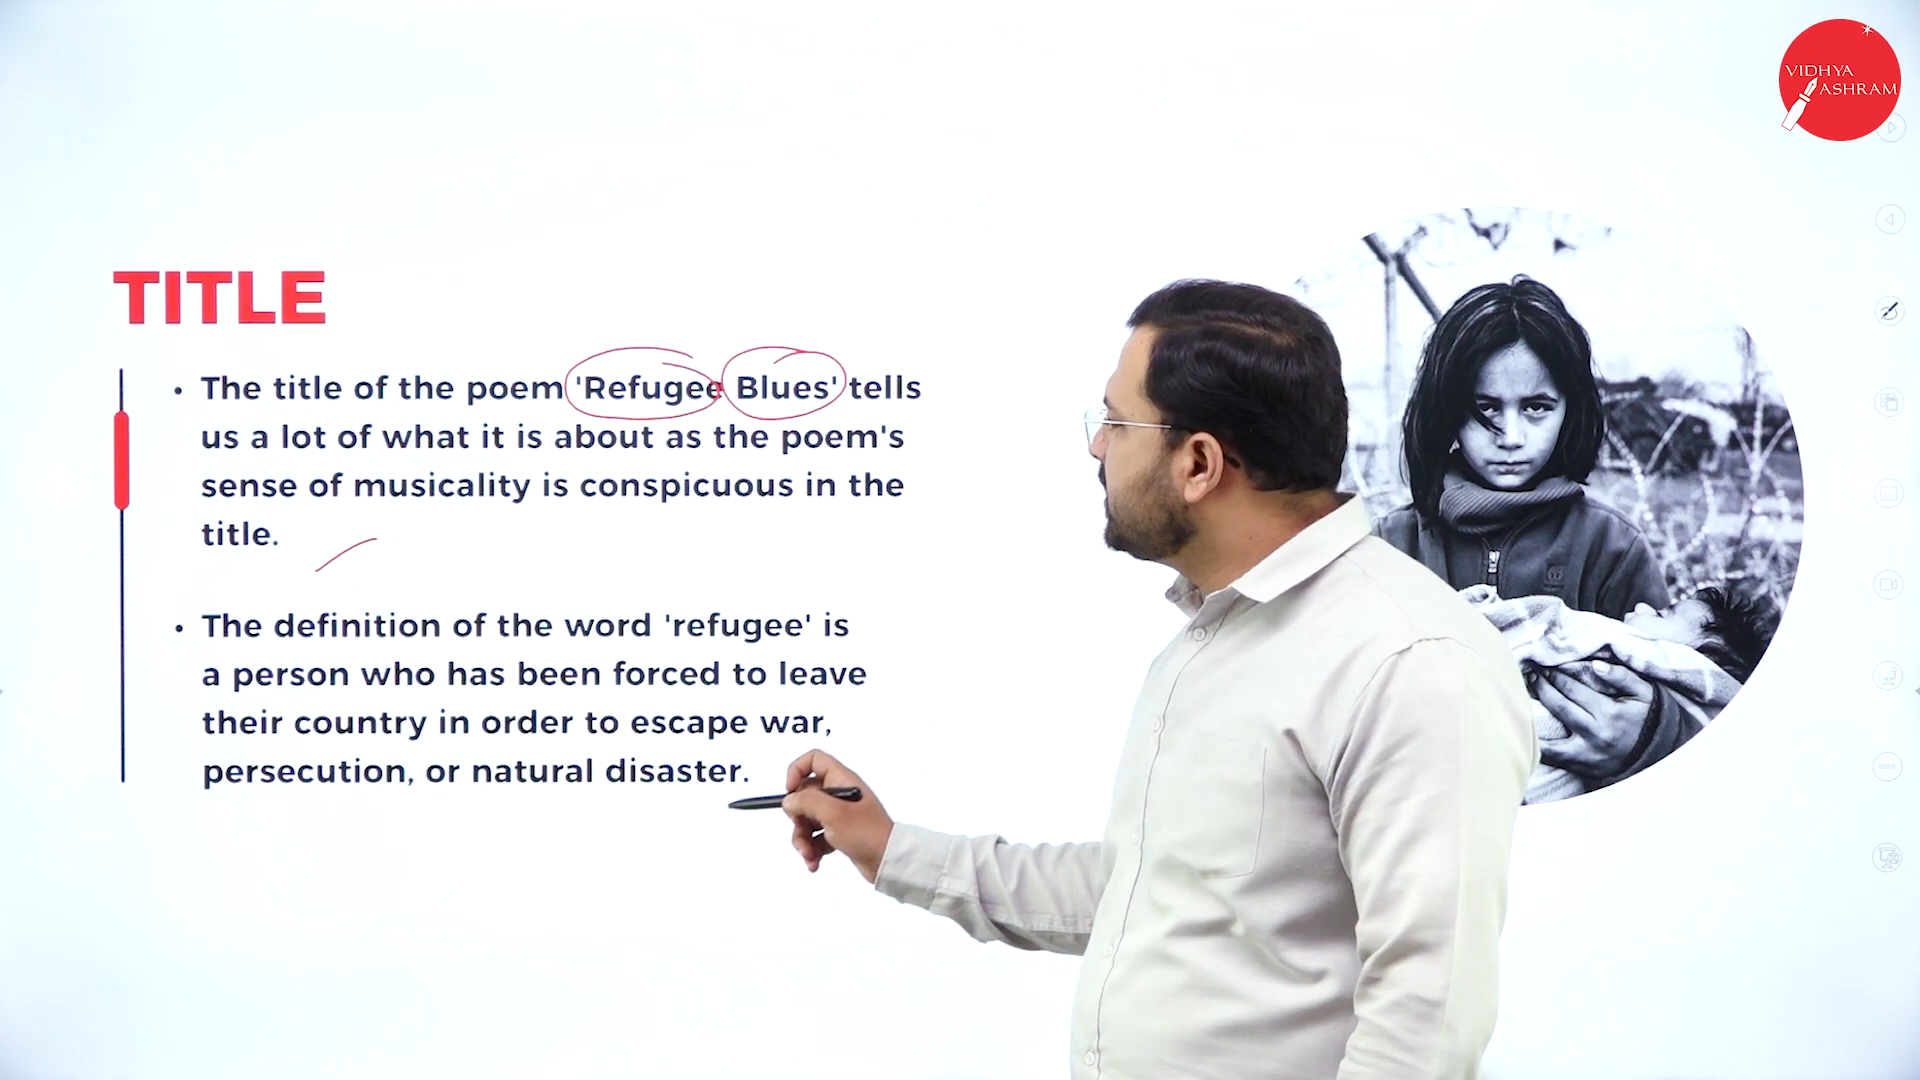 VIDHYA
ASHRAM
TITLE
• The title of the poem 'Refugee Blues' tells
us a lot of what it is about as the poem's
sense of musicality is conspicuous in the
title.
• The definition of the word 'refugee' is
a person who has been forced to leave
their country in order to escape war,
persecution, or natural disaster.